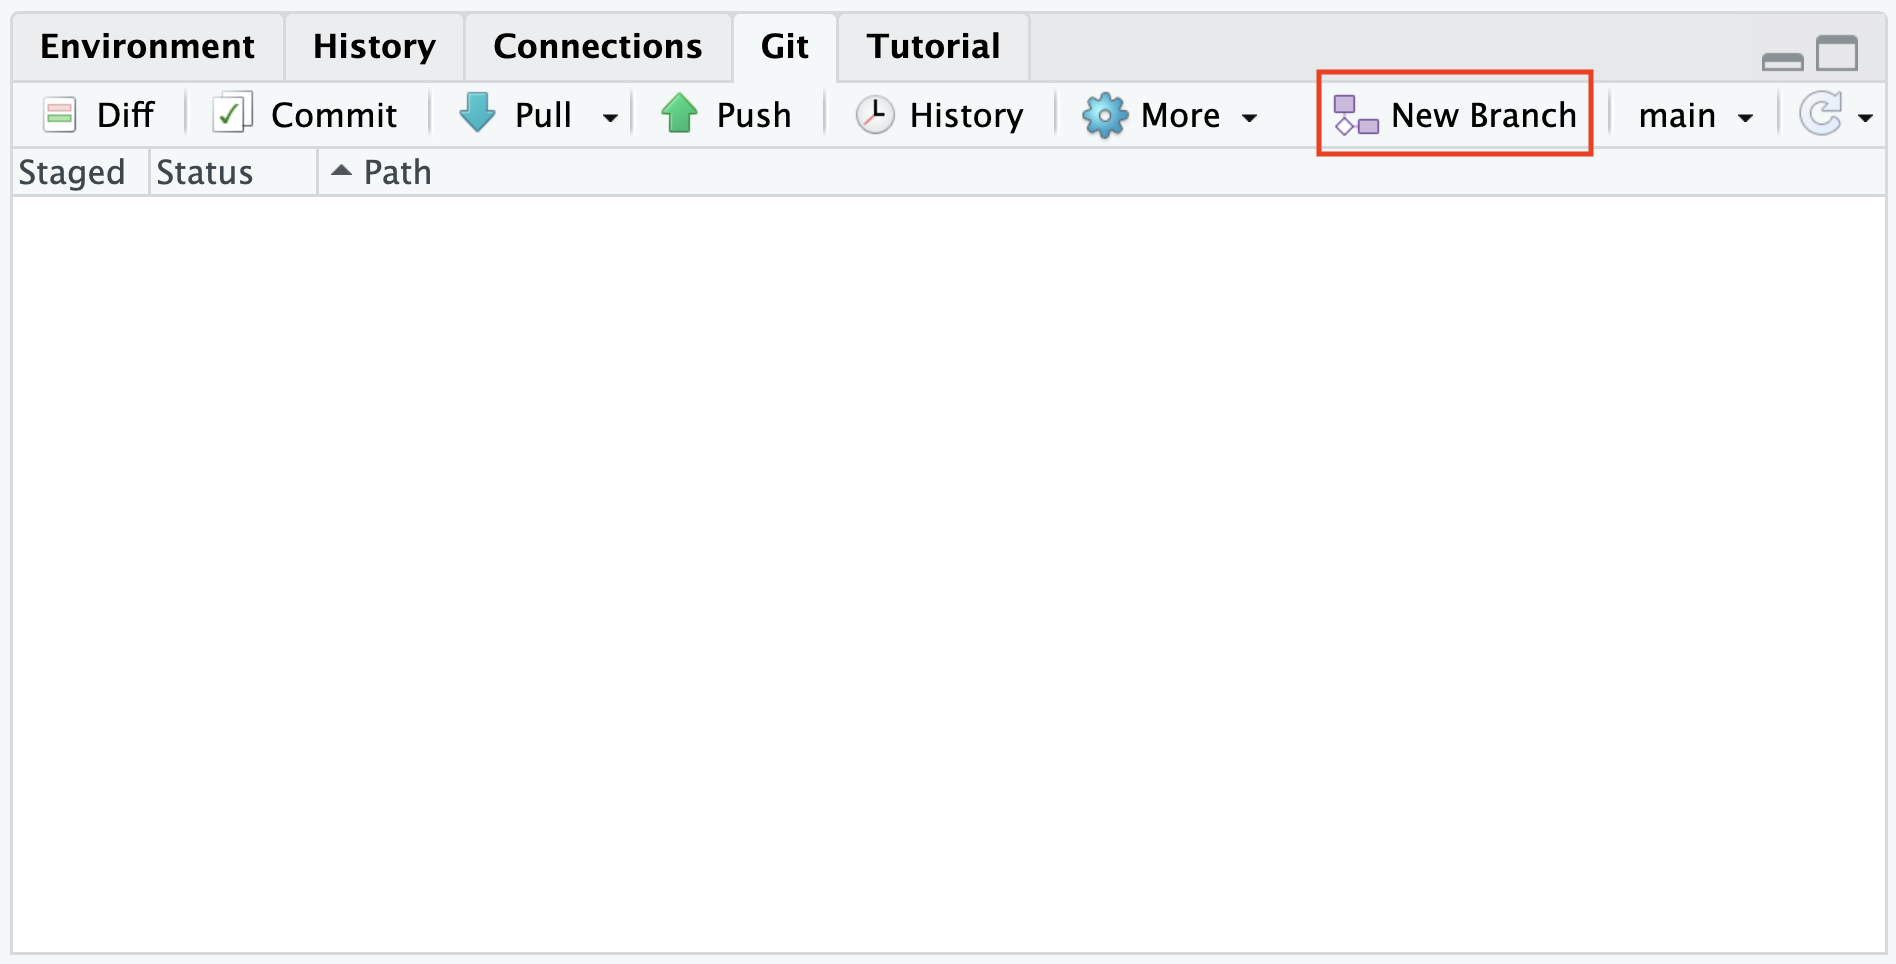 Environment History Connections Git Tutorial
Diff Commit Pull Push History More New Branch main
Staged Status Path